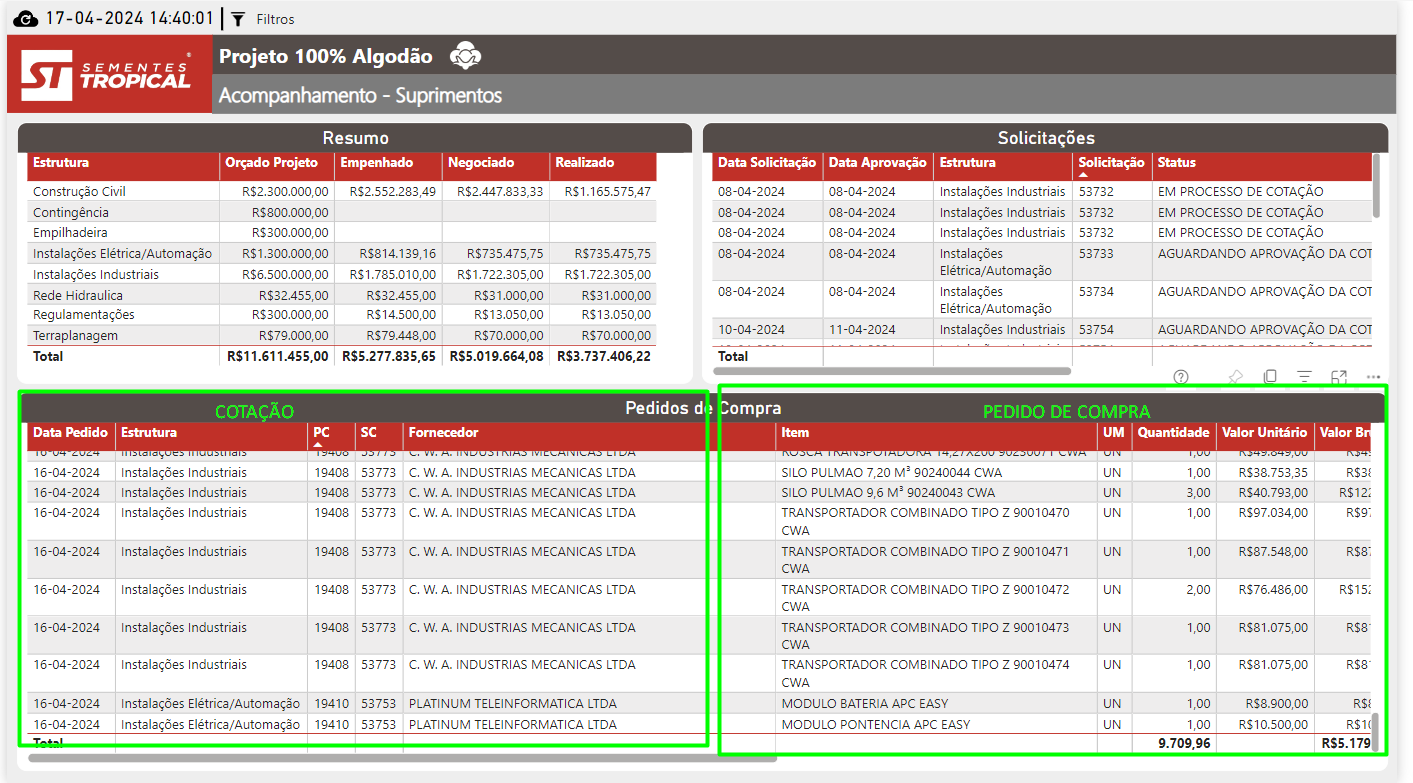 17-04-2024 14:40:01 Filtros
ST SEMENTES TROPICAL ®
Projeto 100% Algodão
Acompanhamento - Suprimentos
Resumo
Estrutura Orçado Projeto Empenhado Negociado Realizado
Construção Civil R$2.300.000,00 R$2.552.283,49 R$2.447.833,33 R$1.165.575,47
Contingência R$800.000,00
Empilhadeira R$300.000,00
Instalações Elétrica/Automação R$1.300.000,00 R$814.139,16 R$735.475,75 R$735.475,75
Instalações Industriais R$6.500.000,00 R$1.785.010,00 R$1.722.305,00 R$1.722.305,00
Rede Hidraulica R$32.455,00 R$32.455,00 R$31.000,00 R$31.000,00
Regulamentações R$300.000,00 R$14.500,00 R$13.050,00 R$13.050,00
Terraplanagem R$79.000,00 R$79.448,00 R$70.000,00 R$70.000,00
Total R$11.611.455,00 R$5.277.835,65 R$5.019.664,08 R$3.737.406,22
Solicitações
Data Solicitação Data Aprovação Estrutura Solicitação Status
08-04-2024 08-04-2024 Instalações Industriais 53732 EM PROCESSO DE COTAÇÃO
08-04-2024 08-04-2024 Instalações Industriais 53732 EM PROCESSO DE COTAÇÃO
08-04-2024 08-04-2024 Instalações Industriais 53732 EM PROCESSO DE COTAÇÃO
08-04-2024 08-04-2024 Instalações 53733 AGUARDANDO APROVAÇÃO DA COT
Elétrica/Automação
08-04-2024 08-04-2024 Instalações 53734 AGUARDANDO APROVAÇÃO DA COT
Elétrica/Automação
10-04-2024 11-04-2024 Instalações Industriais 53754 AGUARDANDO APROVAÇÃO DA COT
Total
COTAÇÃO Pedidos de Compra PEDIDO DE COMPRA
Data Pedido Estrutura PC SC Fornecedor Item UM Quantidade Valor Unitário Valor Br
16-04-2024 Instalações Industriais 19408 53773 C. W. A. INDUSTRIAS MECANICAS LTDA ROSCA TRANSPOTADORA 14,27X200 90230071 CWA UN 1,00 R$49.849,00
16-04-2024 Instalações Industriais 19408 53773 C. W. A. INDUSTRIAS MECANICAS LTDA SILO PULMAO 7,20 M³ 90240044 CWA UN 1,00 R$38.753,35 R$38
16-04-2024 Instalações Industriais 19408 53773 C. W. A. INDUSTRIAS MECANICAS LTDA SILO PULMAO 9,6 M³ 90240043 CWA UN 3,00 R$40.793,00 R$122
16-04-2024 Instalações Industriais 19408 53773 C. W. A. INDUSTRIAS MECANICAS LTDA TRANSPORTADOR COMBINADO TIPO Z 90010470 UN 1,00 R$97.034,00 R$97
CWA
16-04-2024 Instalações Industriais 19408 53773 C. W. A. INDUSTRIAS MECANICAS LTDA TRANSPORTADOR COMBINADO TIPO Z 90010471 UN 1,00 R$87.548,00 R$87
CWA
16-04-2024 Instalações Industriais 19408 53773 C. W. A. INDUSTRIAS MECANICAS LTDA TRANSPORTADOR COMBINADO TIPO Z 90010472 UN 2,00 R$76.486,00 R$152
CWA
16-04-2024 Instalações Industriais 19408 53773 C. W. A. INDUSTRIAS MECANICAS LTDA TRANSPORTADOR COMBINADO TIPO Z 90010473 UN 1,00 R$81.075,00 R$8
CWA
16-04-2024 Instalações Industriais 19408 53773 C. W. A. INDUSTRIAS MECANICAS LTDA TRANSPORTADOR COMBINADO TIPO Z 90010474 UN 1,00 R$81.075,00 R$8
CWA
16-04-2024 Instalações Elétrica/Automação 19410 53753 PLATINUM TELEINFORMATICA LTDA MODULO BATERIA APC EASY UN 1,00 R$8.900,00 R$8
16-04-2024 Instalações Elétrica/Automação 19410 53753 PLATINUM TELEINFORMATICA LTDA MODULO PONTENCIA APC EASY UN 1,00 R$10.500,00 R$10
Total 9.709,96 R$5.179